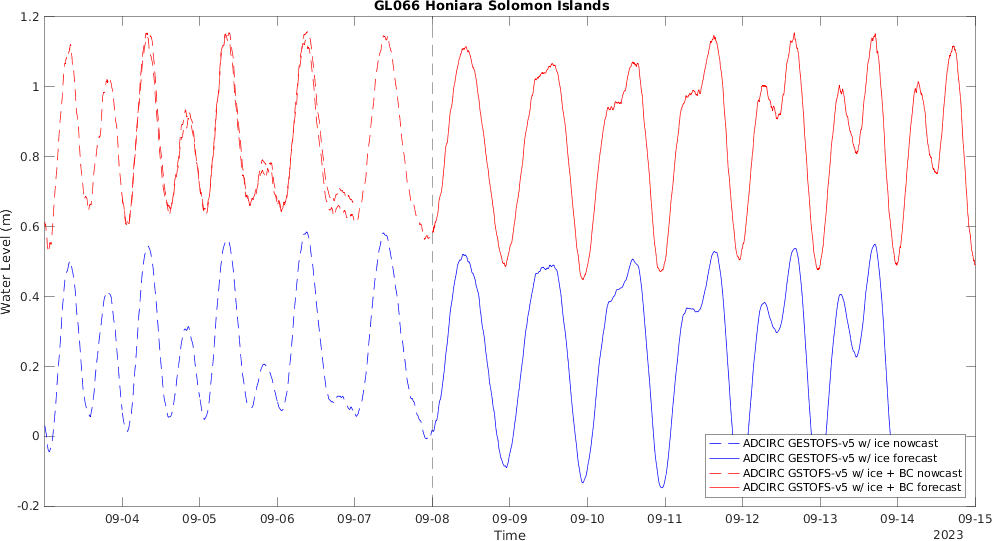 GL066 Honiara Solomon Islands
Water Level (m)
1.2
1
0.8
0.6
0.4
0.2
0
-0.2
09-04 09-05 09-06 09-07 09-08 09-09 09-10 09-11 09-12 09-13 09-14 09-15
Time
2023
ADCIRC GESTOFS-v5 w/ ice nowcast
ADCIRC GESTOFS-v5 w/ ice forecast
ADCIRC GSTOFS-v5 w/ ice + BC nowcast
ADCIRC GSTOFS-v5 w/ ice + BC forecast